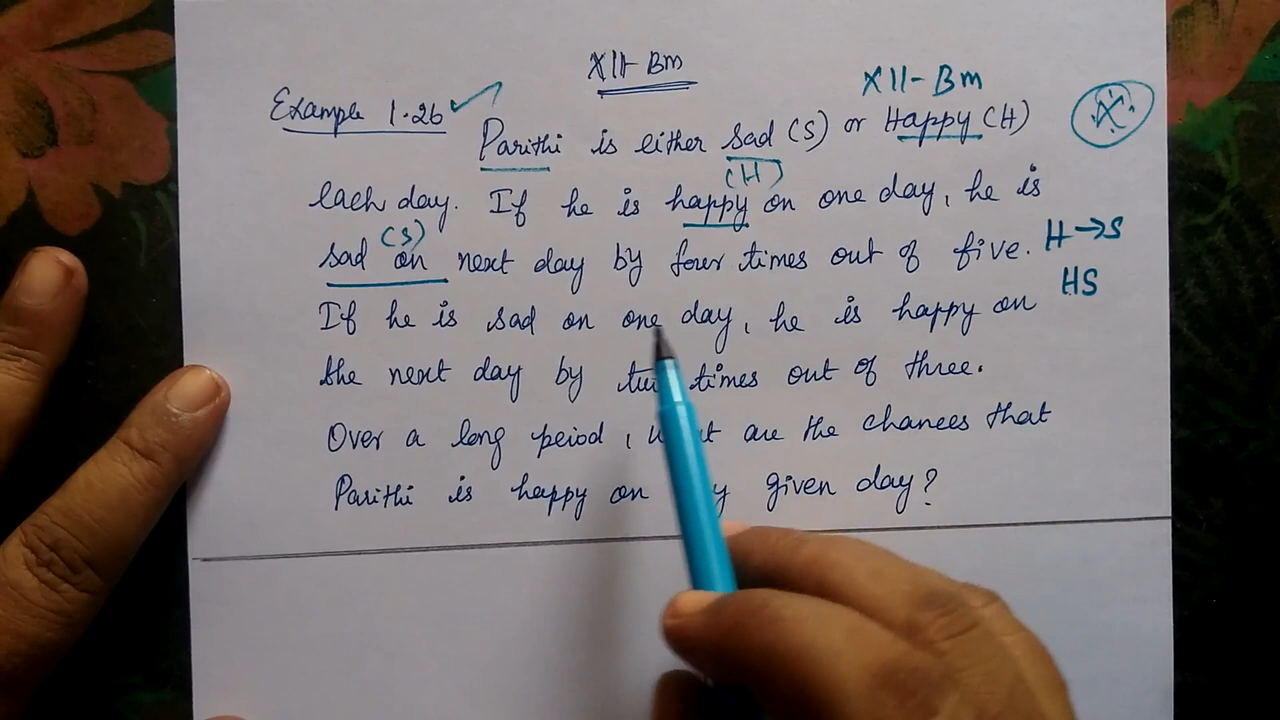 XII-Bm
XII-Bm
Example 1.26
Parithi is either sad (S) or Happy (H)
(H)
each day. If he is happy on one day, he is
(S)
sad on next day by four times out of five. H→S
HS
If he is sad on one day, he is happy on
the next day by times out of three.
Over a long peiod, are the chances that
Parithi is happy on given day?